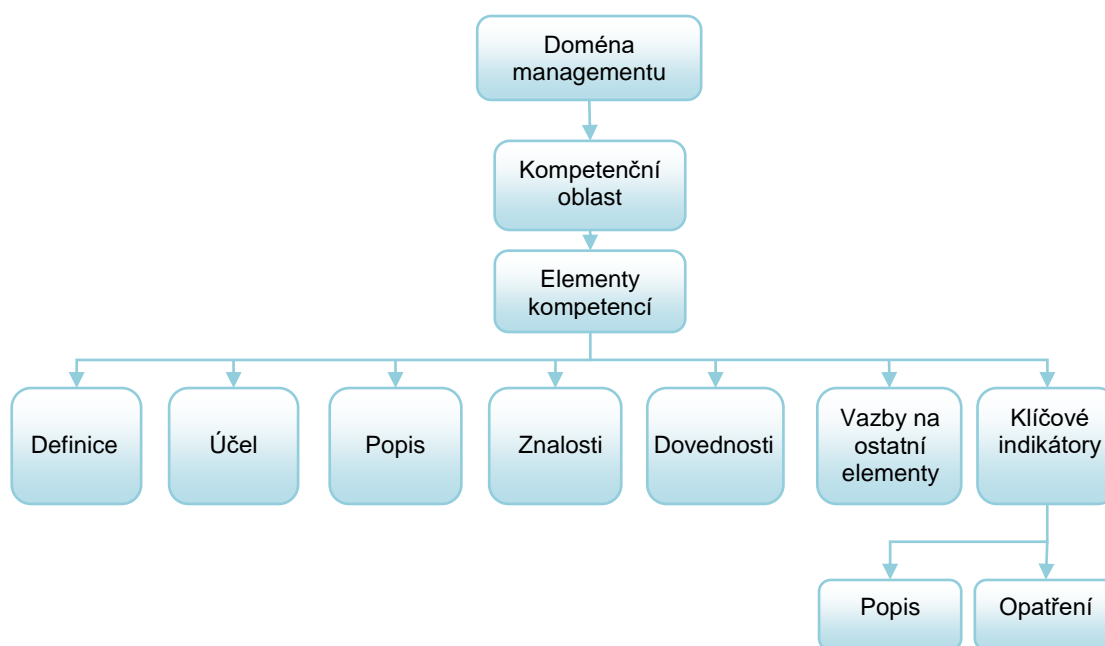 Doména
managementu
Kompetenční
oblast
Elementy
kompetencí
Definice
Účel
Popis
Znalosti
Dovednosti
Vazby na
ostatní
elementy
Klíčové
indikátory
Popis
Opatření